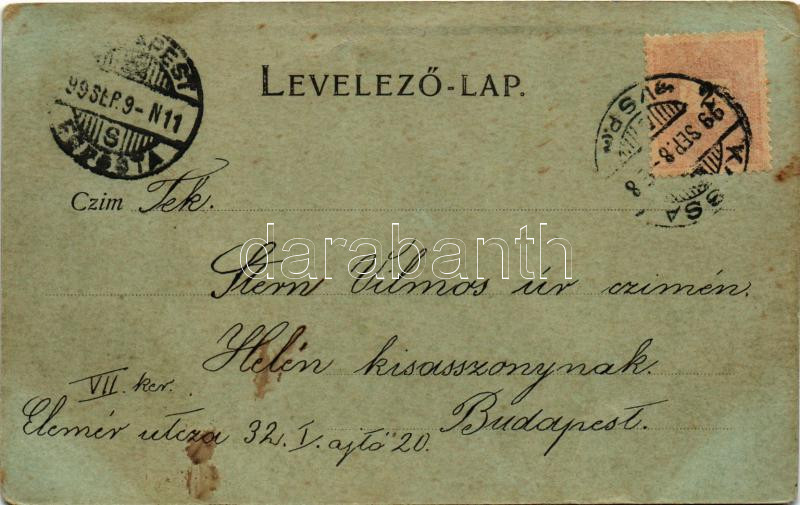 LEVELEZŐ-LAP.
99 SEP. 9 - N 11
S
99 SEP. 8
Czim Tek.
darabanth
Stern Vilmos úr czimén.
Helén kisasszonynak.
VII. ker.
Budapest.
Elemér utcza 32. I. ajtó 20.